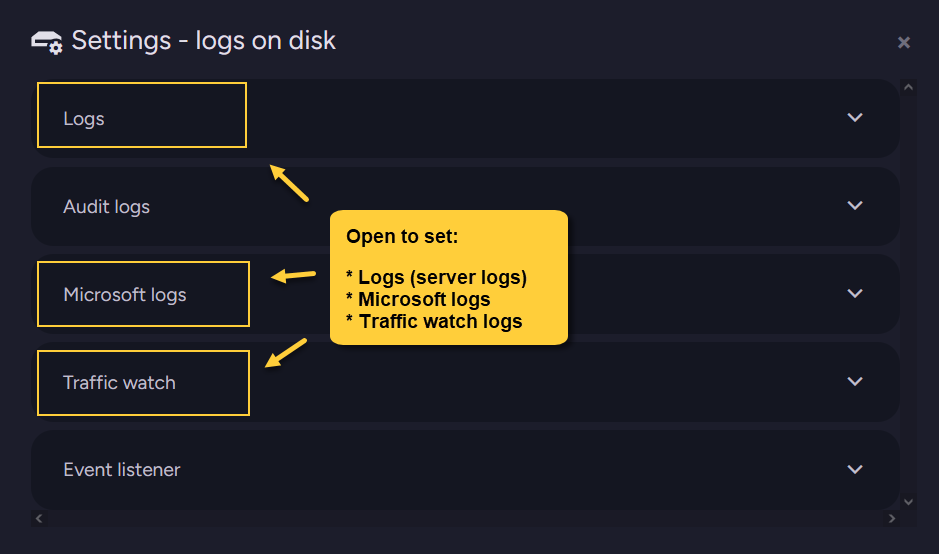 Settings - logs on disk
Logs
Audit logs
Open to set:
* Logs (server logs)
* Microsoft logs
* Traffic watch logs
Microsoft logs
Traffic watch
Event listener